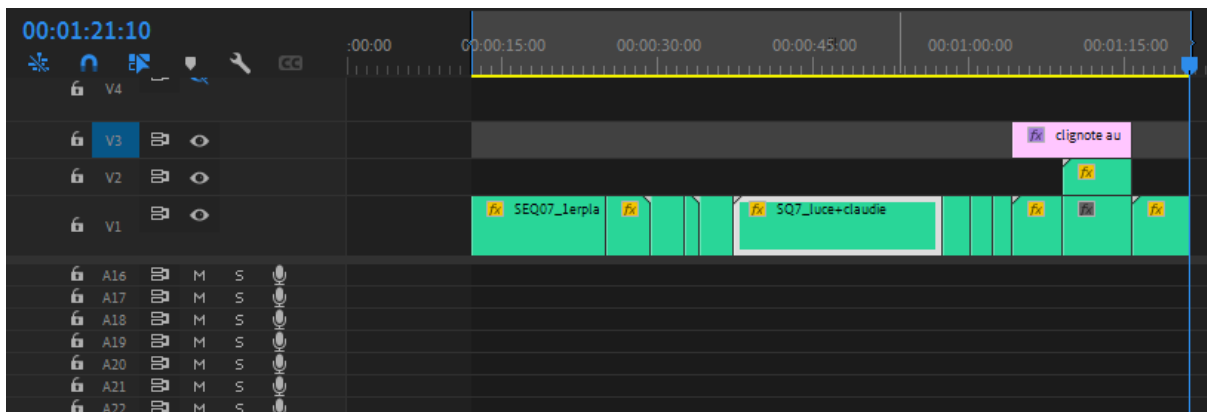 00:01:21:10
:00:00 00:00:15:00 00:00:30:00 00:00:45:00 00:01:00:00 00:01:15:00
CC
V4
V3 fx clignote au
V2 fx
V1 fx SEQ07_1erpla fx fx SQ7_luce+claudie fx fx fx
A16 M S
A17 M S
A18 M S
A19 M S
A20 M S
A21 M S
A22 M S